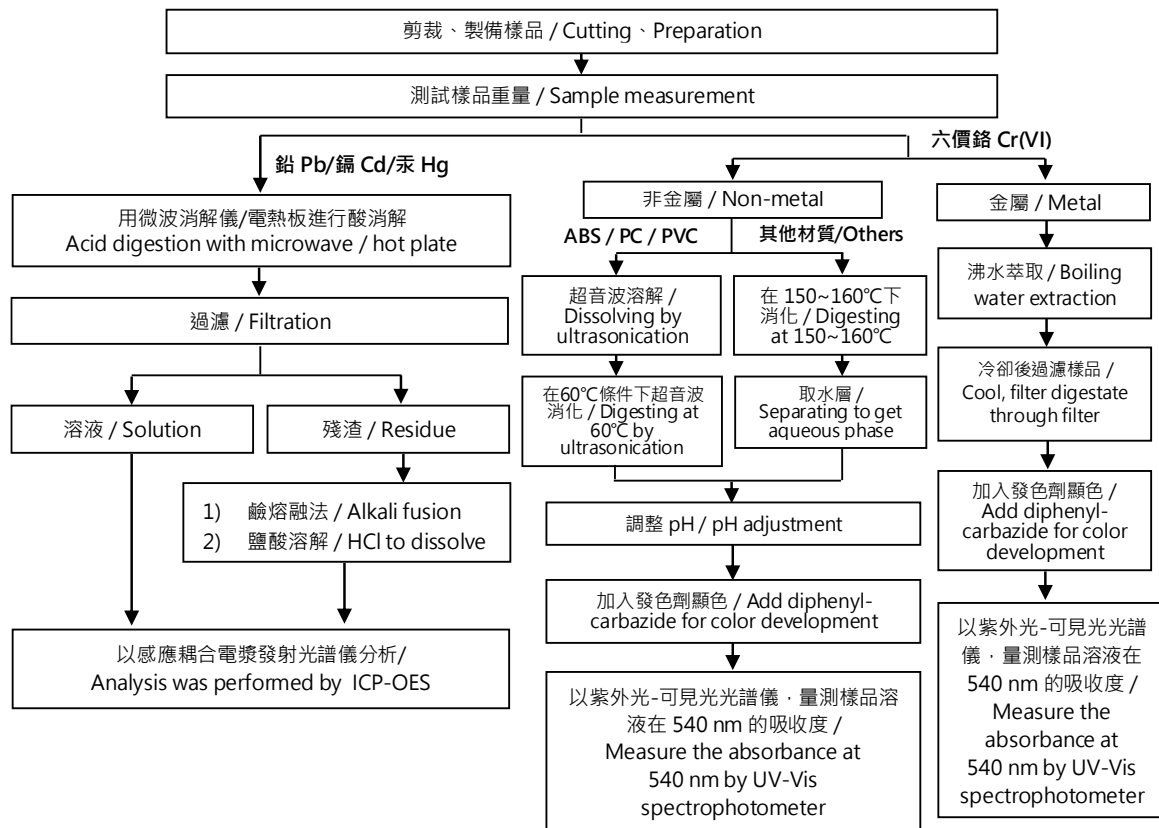 剪裁、製備樣品 / Cutting、Preparation
測試樣品重量 / Sample measurement
鉛 Pb/鎘 Cd/汞 Hg
六價鉻 Cr(VI)
用微波消解儀/電熱板進行酸消解
Acid digestion with microwave / hot plate
過濾 / Filtration
溶液 / Solution
殘渣 / Residue
1) 鹼熔融法 / Alkali fusion
2) 鹽酸溶解 / HCl to dissolve
以感應耦合電漿發射光譜儀分析/
Analysis was performed by ICP-OES
非金屬 / Non-metal
ABS / PC / PVC
其他材質/Others
超音波溶解 /
Dissolving by
ultrasonication
在60℃條件下超音波
消化 / Digesting at
60℃ by
ultrasonication
在 150~160℃下
消化 / Digesting
at 150~160℃
取水層 /
Separating to get
aqueous phase
調整 pH / pH adjustment
加入發色劑顯色 / Add diphenyl-
carbazide for color development
以紫外光-可見光光譜儀，量測樣品溶
液在 540 nm 的吸收度 /
Measure the absorbance at
540 nm by UV-Vis
spectrophotometer
金屬 / Metal
沸水萃取 / Boiling
water extraction
冷卻後過濾樣品 /
Cool, filter digestate
through filter
加入發色劑顯色 /
Add diphenyl-
carbazide for color
development
以紫外光-可見光光譜
儀，量測樣品溶液在
540 nm 的吸收度 /
Measure the
absorbance at
540 nm by UV-Vis
spectrophotometer